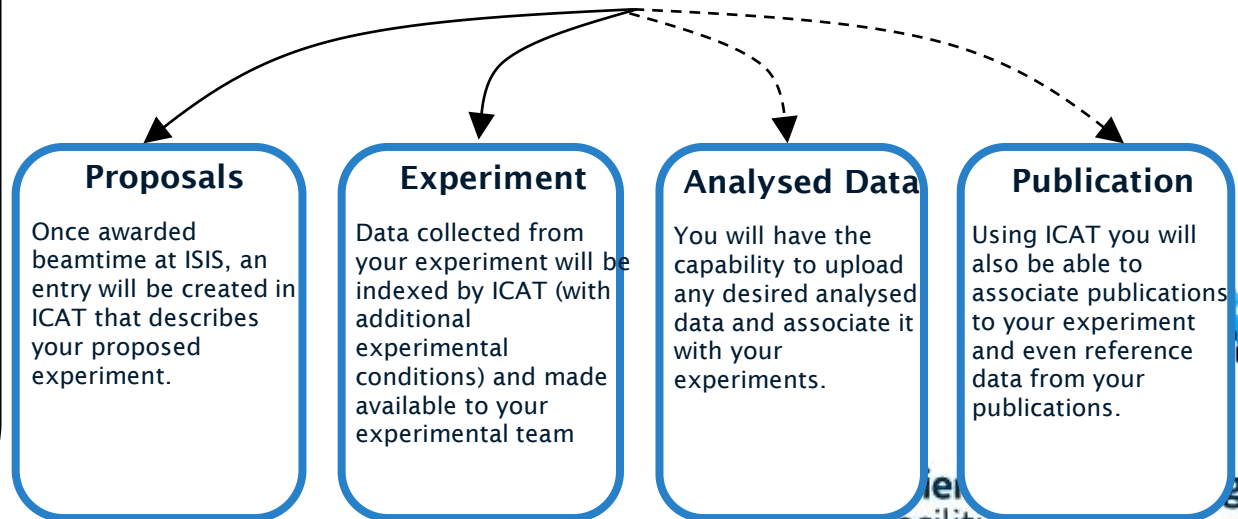 Proposals
Once awarded
beamtime at ISIS, an
entry will be created in
ICAT that describes
your proposed
experiment.
Experiment
Data collected from
your experiment will be
indexed by ICAT (with
additional
experimental
conditions) and made
available to your
experimental team
Analysed Data
You will have the
capability to upload
any desired analysed
data and associate it
with your
experiments.
Publication
Using ICAT you will
also be able to
associate publications
to your experiment
and even reference
data from your
publications.